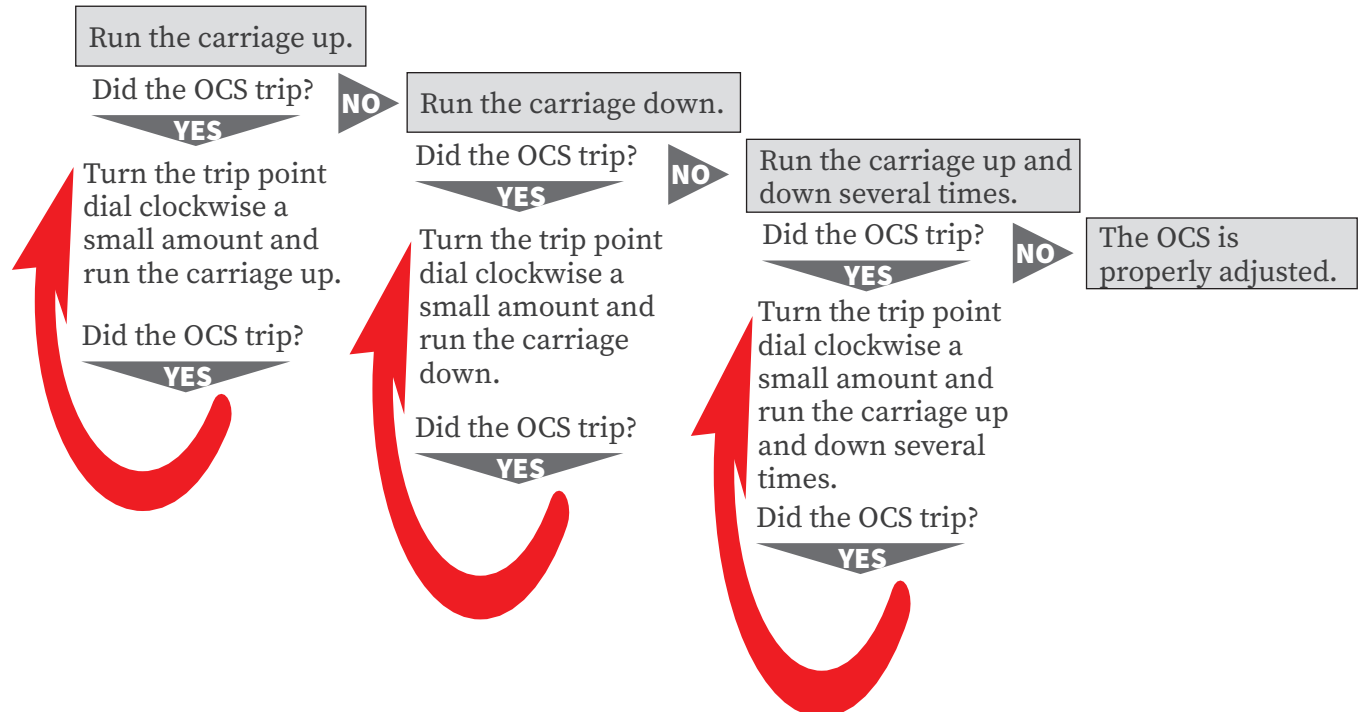 Run the carriage up.
Did the OCS trip?
NO
YES
Turn the trip point
dial clockwise a
small amount and
run the carriage up.
Did the OCS trip?
YES
Run the carriage down.
Did the OCS trip?
NO
YES
Turn the trip point
dial clockwise a
small amount and
run the carriage
down.
Did the OCS trip?
YES
Run the carriage up and
down several times.
Did the OCS trip?
NO
YES
Turn the trip point
dial clockwise a
small amount and
run the carriage up
and down several
times.
Did the OCS trip?
YES
The OCS is
properly adjusted.